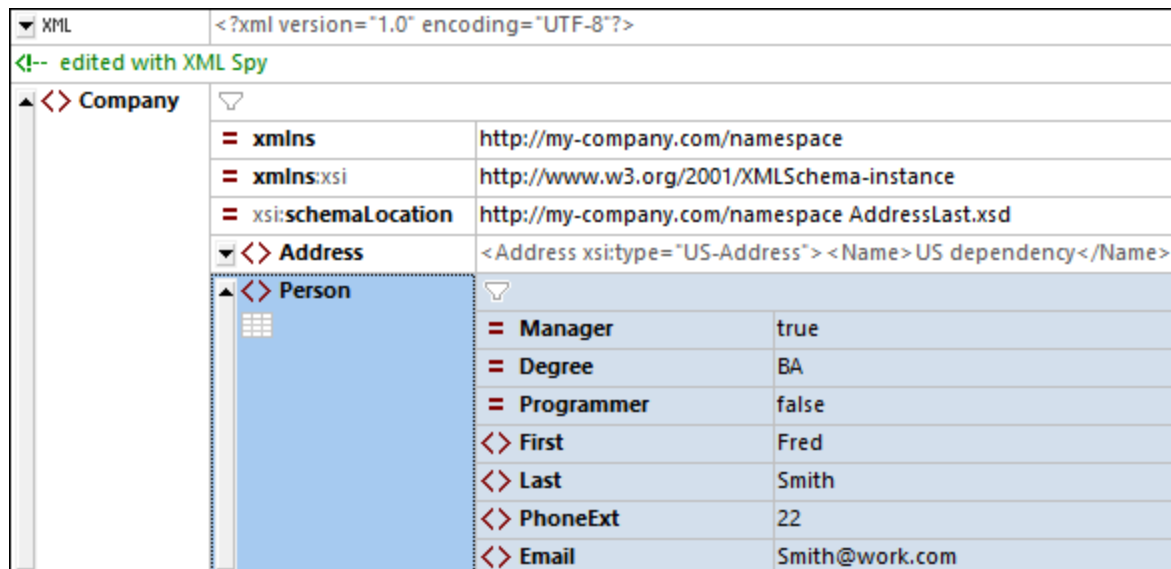 XML <?xml version="1.0" encoding="UTF-8"?>
<!-- edited with XML Spy
<> Company
= xmlns http://my-company.com/namespace
= xmlns:xsi http://www.w3.org/2001/XMLSchema-instance
= xsi:schemaLocation http://my-company.com/namespace AddressLast.xsd
<> Address <Address xsi:type="US-Address"><Name>US dependency</Name>
<> Person
= Manager true
= Degree BA
= Programmer false
<> First Fred
<> Last Smith
<> PhoneExt 22
<> Email Smith@work.com